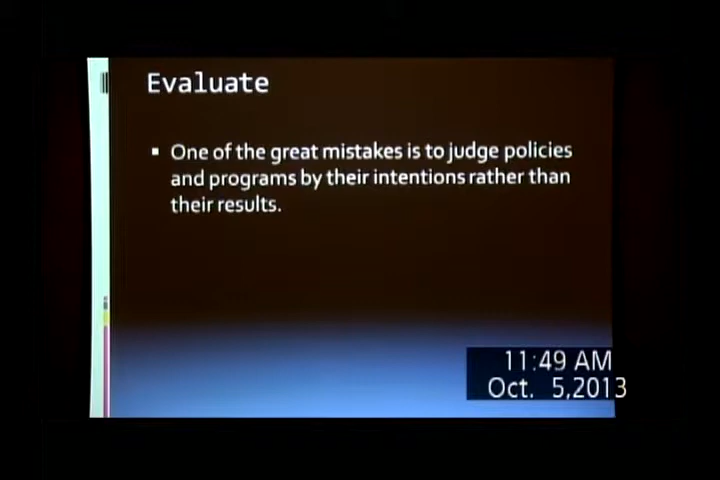 Evaluate
▪ One of the great mistakes is to judge policies
and programs by their intentions rather than
their results.
11:49 AM
Oct. 5,2013